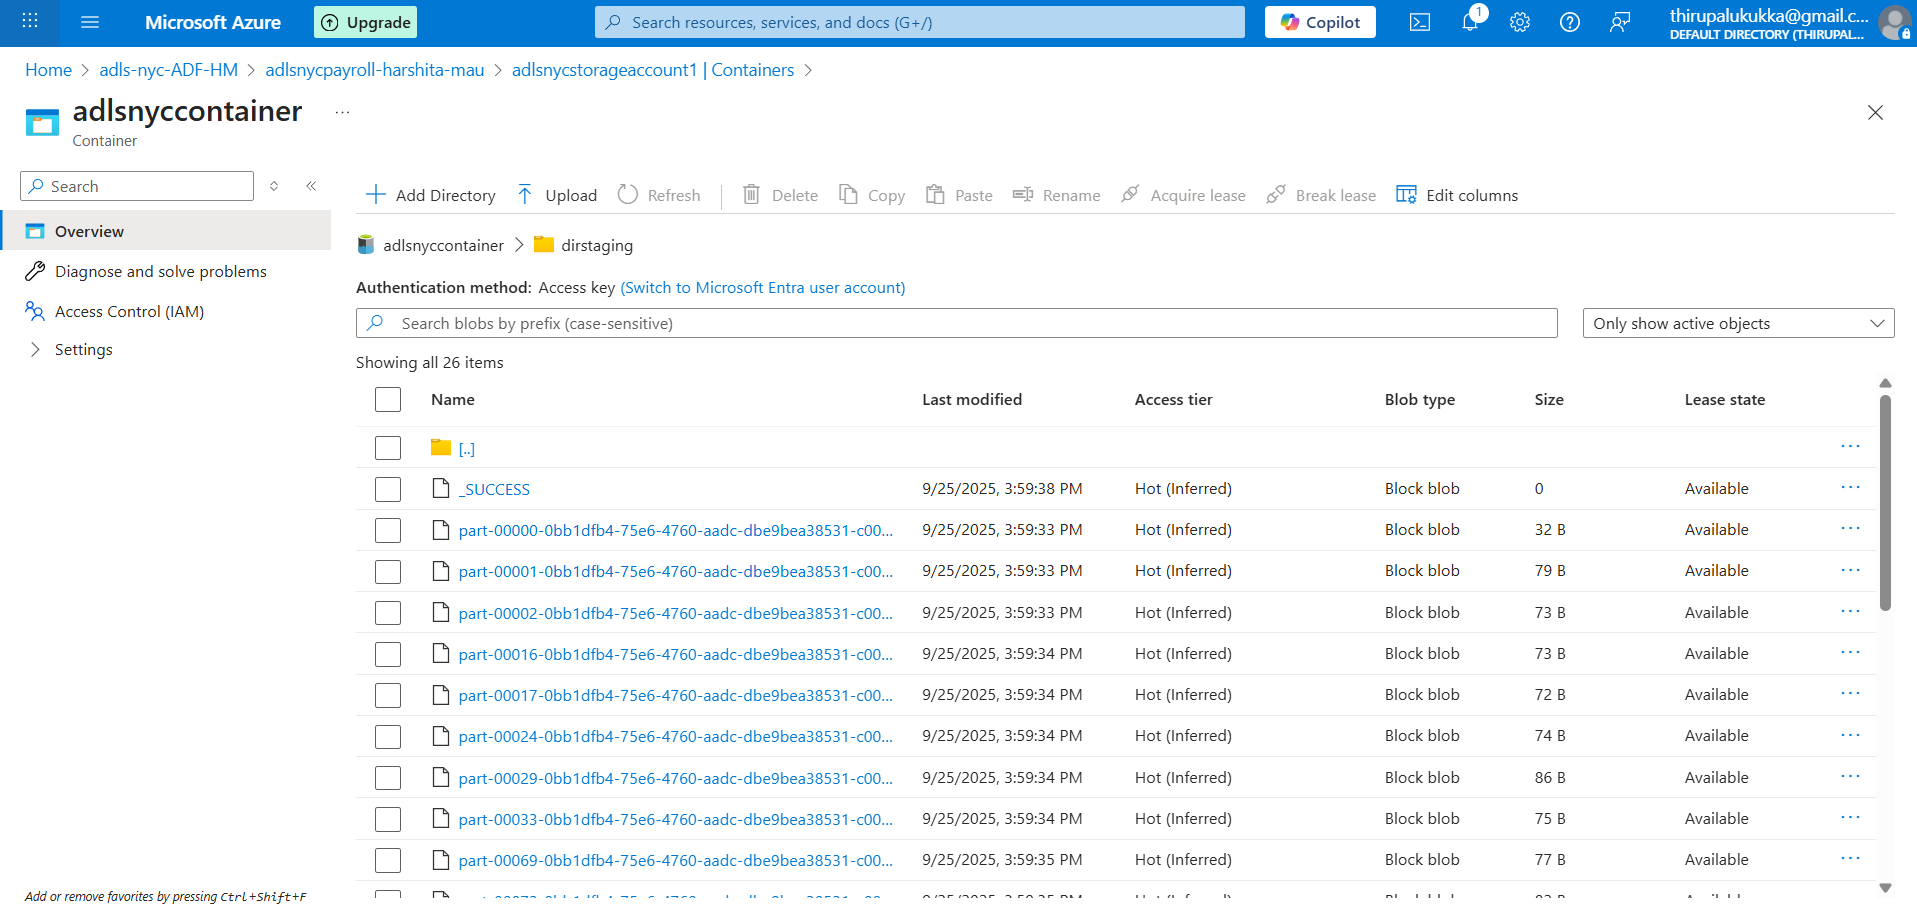 Microsoft Azure
Upgrade
Search resources, services, and docs (G+/)
Copilot
1
thirupalukukka@gmail.c...
DEFAULT DIRECTORY (THIRUPAL...
Home > adls-nyc-ADF-HM > adlsnycpayroll-harshita-mau > adlsnycstorageaccount1 | Containers >
adlsnyccontainer ...
Container
Search
Overview
Diagnose and solve problems
Access Control (IAM)
Settings
Add or remove favorites by pressing Ctrl+Shift+F
Add Directory Upload Refresh Delete Copy Paste Rename Acquire lease Break lease Edit columns
adlsnyccontainer > dirstaging
Authentication method: Access key (Switch to Microsoft Entra user account)
Search blobs by prefix (case-sensitive)
Only show active objects
Showing all 26 items
Name Last modified Access tier Blob type Size Lease state
[..]
_SUCCESS 9/25/2025, 3:59:38 PM Hot (Inferred) Block blob 0 Available
part-00000-0bb1dfb4-75e6-4760-aadc-dbe9bea38531-c00... 9/25/2025, 3:59:33 PM Hot (Inferred) Block blob 32 B Available
part-00001-0bb1dfb4-75e6-4760-aadc-dbe9bea38531-c00... 9/25/2025, 3:59:33 PM Hot (Inferred) Block blob 79 B Available
part-00002-0bb1dfb4-75e6-4760-aadc-dbe9bea38531-c00... 9/25/2025, 3:59:33 PM Hot (Inferred) Block blob 73 B Available
part-00016-0bb1dfb4-75e6-4760-aadc-dbe9bea38531-c00... 9/25/2025, 3:59:34 PM Hot (Inferred) Block blob 73 B Available
part-00017-0bb1dfb4-75e6-4760-aadc-dbe9bea38531-c00... 9/25/2025, 3:59:34 PM Hot (Inferred) Block blob 72 B Available
part-00024-0bb1dfb4-75e6-4760-aadc-dbe9bea38531-c00... 9/25/2025, 3:59:34 PM Hot (Inferred) Block blob 74 B Available
part-00029-0bb1dfb4-75e6-4760-aadc-dbe9bea38531-c00... 9/25/2025, 3:59:34 PM Hot (Inferred) Block blob 86 B Available
part-00033-0bb1dfb4-75e6-4760-aadc-dbe9bea38531-c00... 9/25/2025, 3:59:34 PM Hot (Inferred) Block blob 75 B Available
part-00069-0bb1dfb4-75e6-4760-aadc-dbe9bea38531-c00... 9/25/2025, 3:59:35 PM Hot (Inferred) Block blob 77 B Available